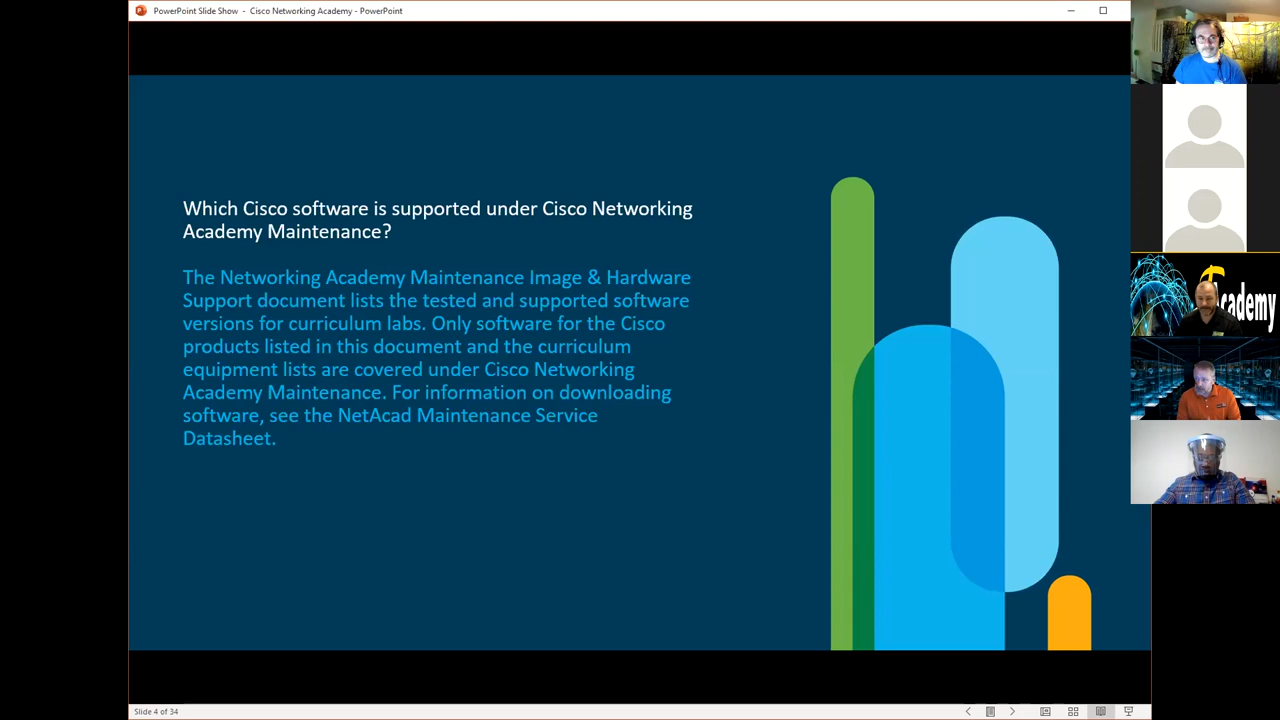 PowerPoint Slide Show - Cisco Networking Academy - PowerPoint
Which Cisco software is supported under Cisco Networking
Academy Maintenance?
The Networking Academy Maintenance Image & Hardware
Support document lists the tested and supported software
versions for curriculum labs. Only software for the Cisco
products listed in this document and the curriculum
equipment lists are covered under Cisco Networking
Academy Maintenance. For information on downloading
software, see the NetAcad Maintenance Service
Datasheet.
cademy
Slide 4 of 34